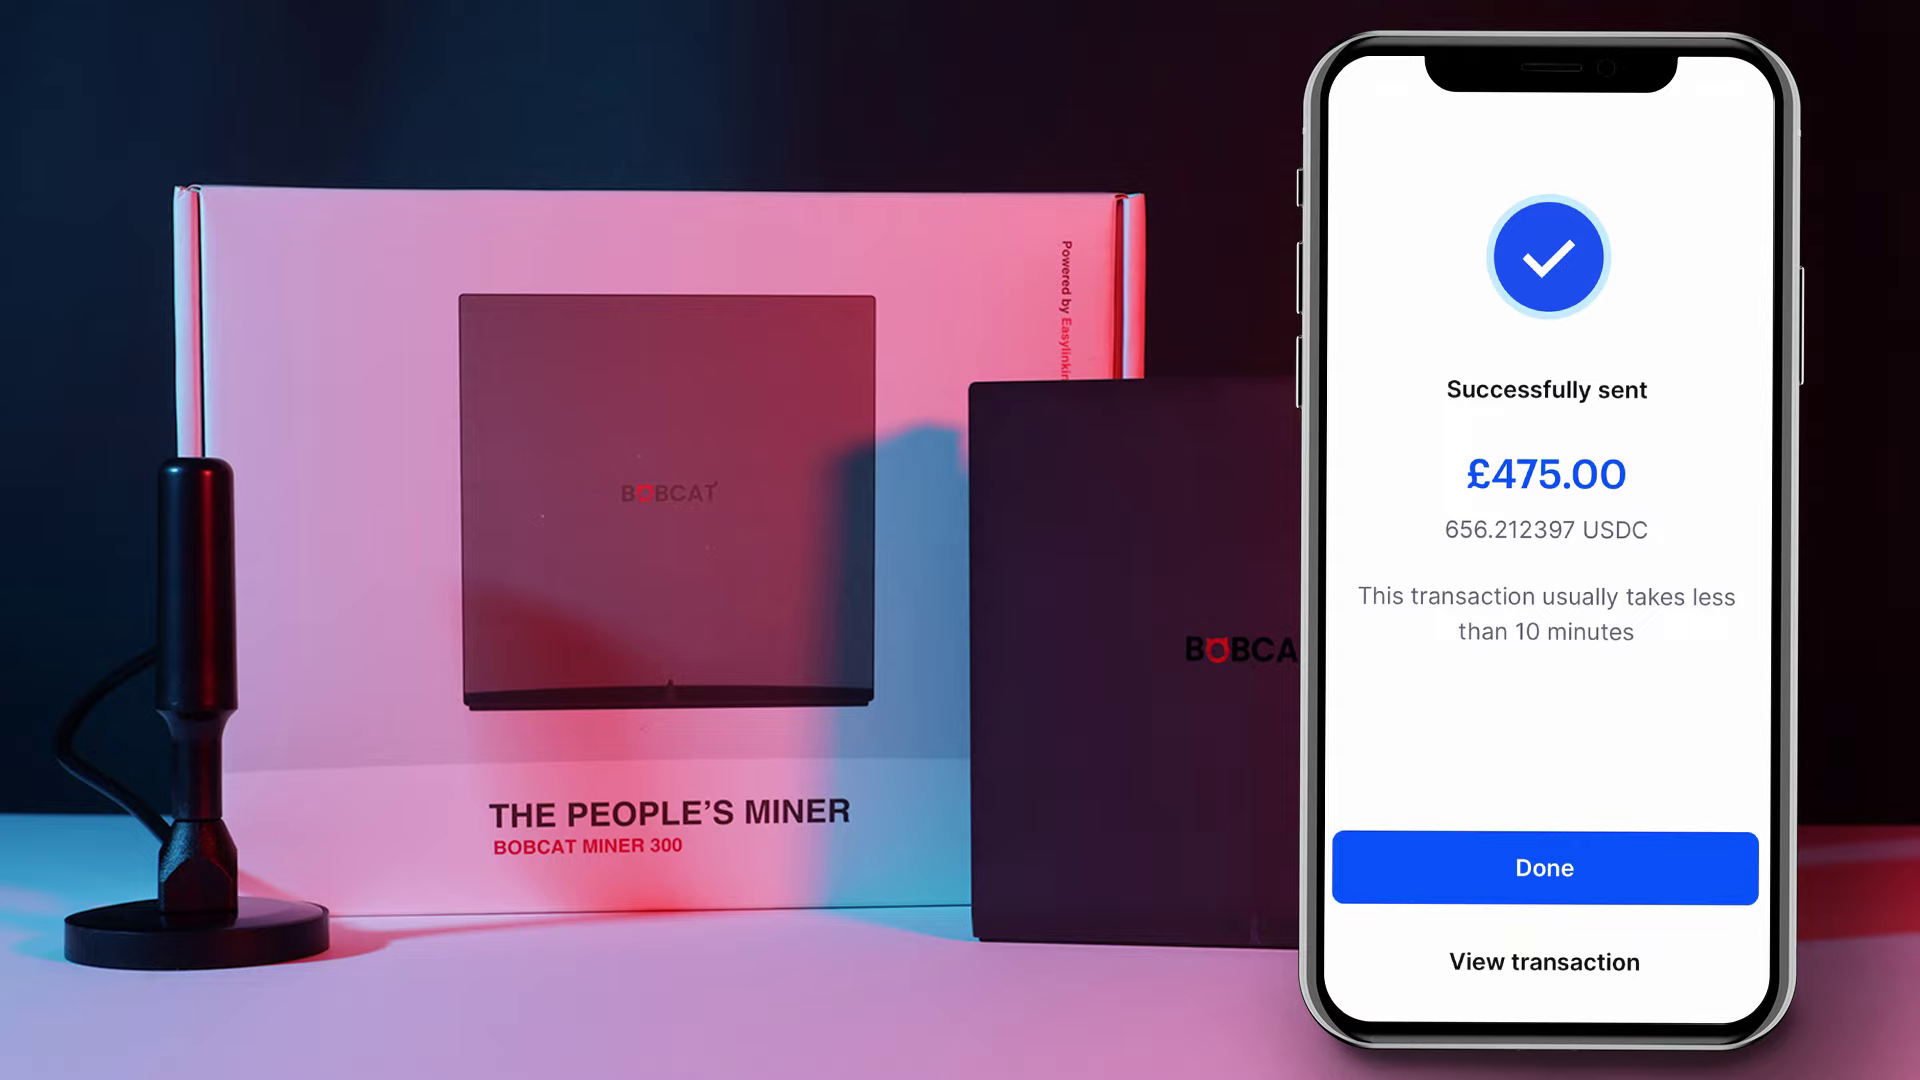 Powered by Easylinkin
BOBCAT
THE PEOPLE'S MINER
BOBCAT MINER 300
BOBCA
Successfully sent
£475.00
656.212397 USDC
This transaction usually takes less
than 10 minutes
Done
View transaction